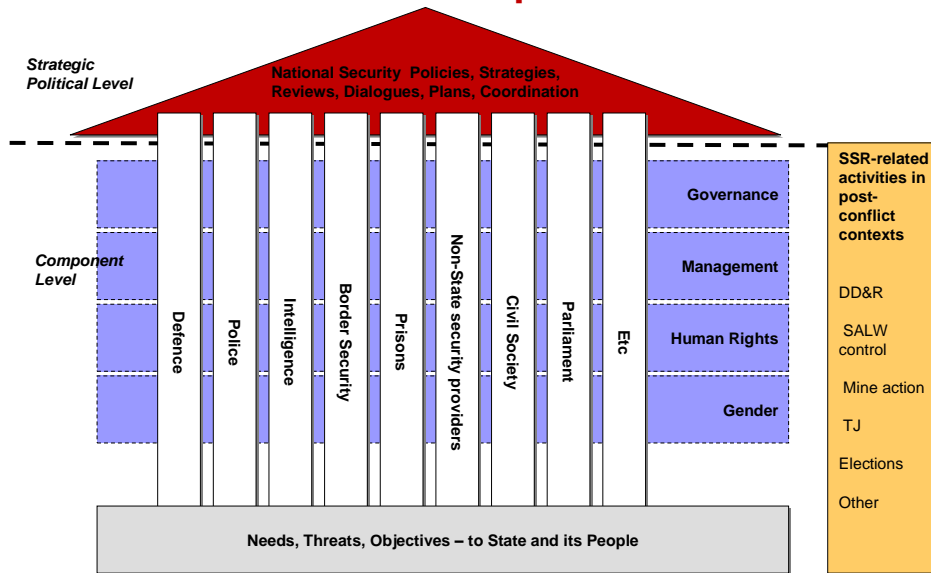 Strategic
Political Level
National Security Policies, Strategies,
Reviews, Dialogues, Plans, Coordination
Component
Level
Defence
Police
Intelligence
Border Security
Prisons
Non-State security providers
Civil Society
Parliament
Etc
Governance
Management
Human Rights
Gender
Needs, Threats, Objectives – to State and its People
SSR-related
activities in
post-
conflict
contexts
DD&R
SALW
control
Mine action
TJ
Elections
Other